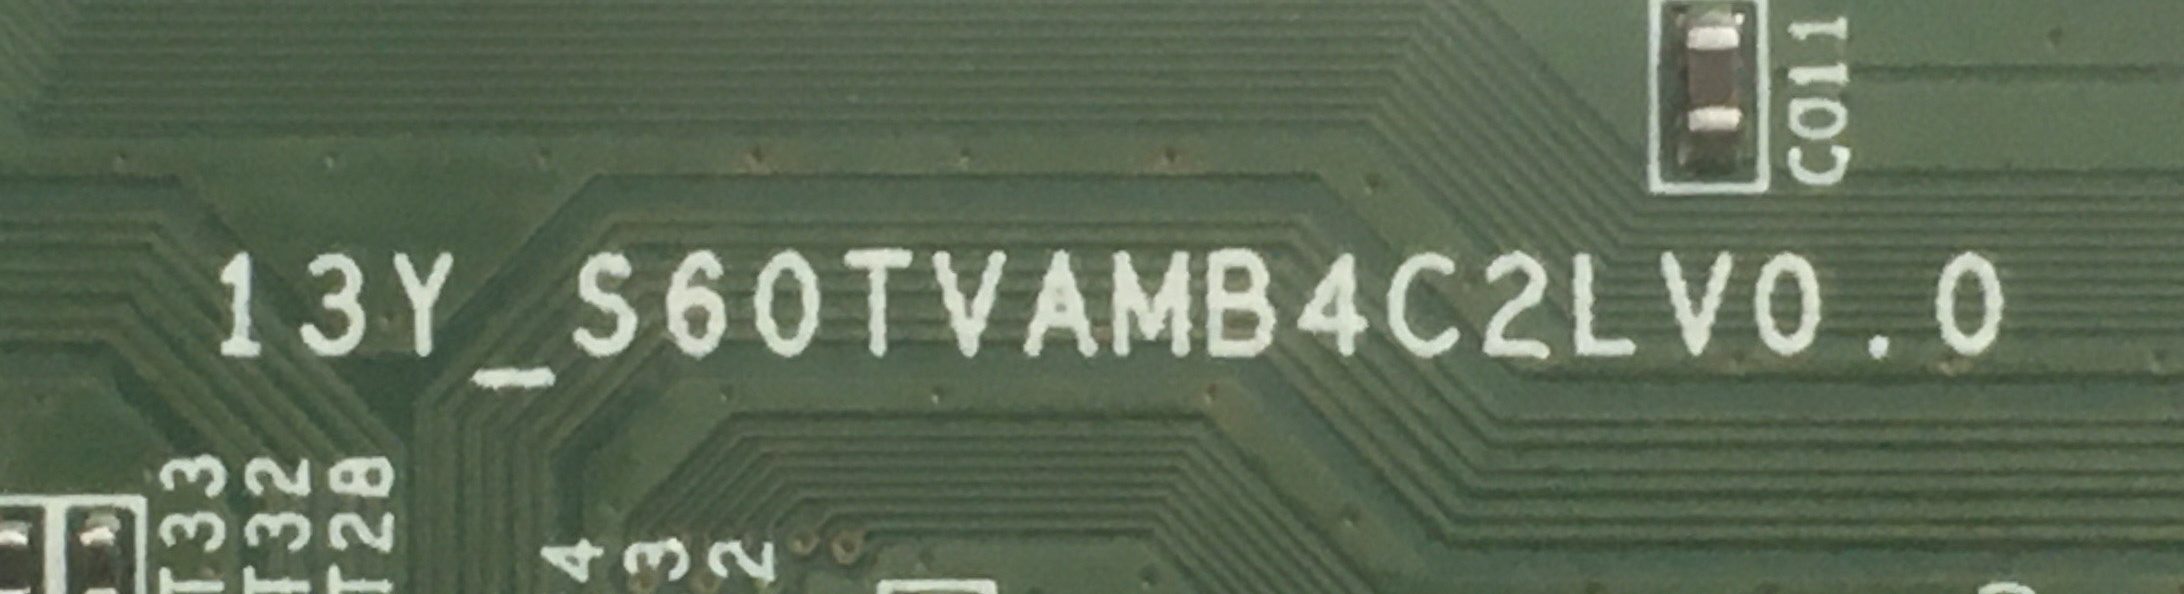 C011
13Y_S60TVAMB4C2LV0.0
T33
T32
T28
4
3
2